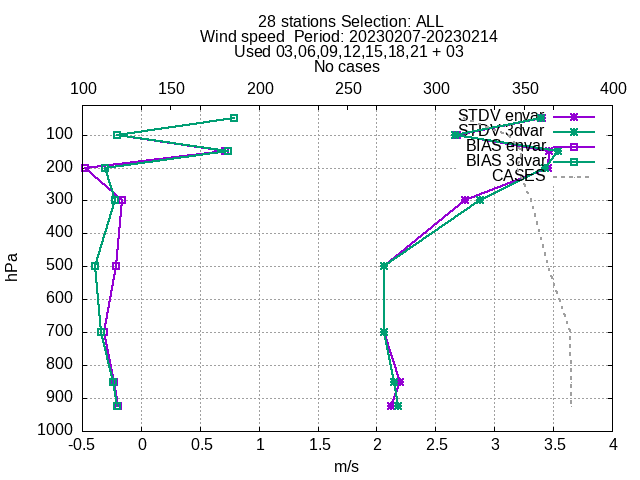 28 stations Selection: ALL
Wind speed  Period: 20230207-20230214
Used 03,06,09,12,15,18,21 + 03
No cases
100 150 200 250 300 350 400
STDV envar
STDV 3dvar
BIAS envar
BIAS 3dvar
CASES
100
200
300
400
500
600
700
800
900
1000
hPa
-0.5 0 0.5 1 1.5 2 2.5 3 3.5 4
m/s